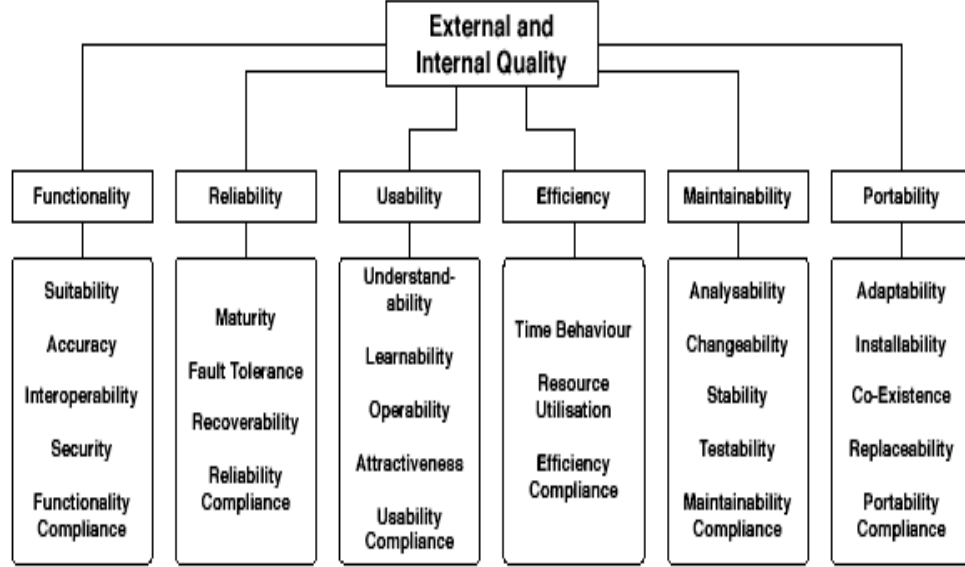 External and
Internal Quality
Functionality
Reliability
Usability
Efficiency
Maintainability
Portability
Suitability
Accuracy
Interoperability
Security
Functionality
Compliance
Maturity
Fault Tolerance
Recoverability
Reliability
Compliance
Understand-
ability
Learnability
Operability
Attractiveness
Usability
Compliance
Time Behaviour
Resource
Utilisation
Efficiency
Compliance
Analysability
Changeability
Stability
Testability
Maintainability
Compliance
Adaptability
Installability
Co-Existence
Replaceability
Portability
Compliance